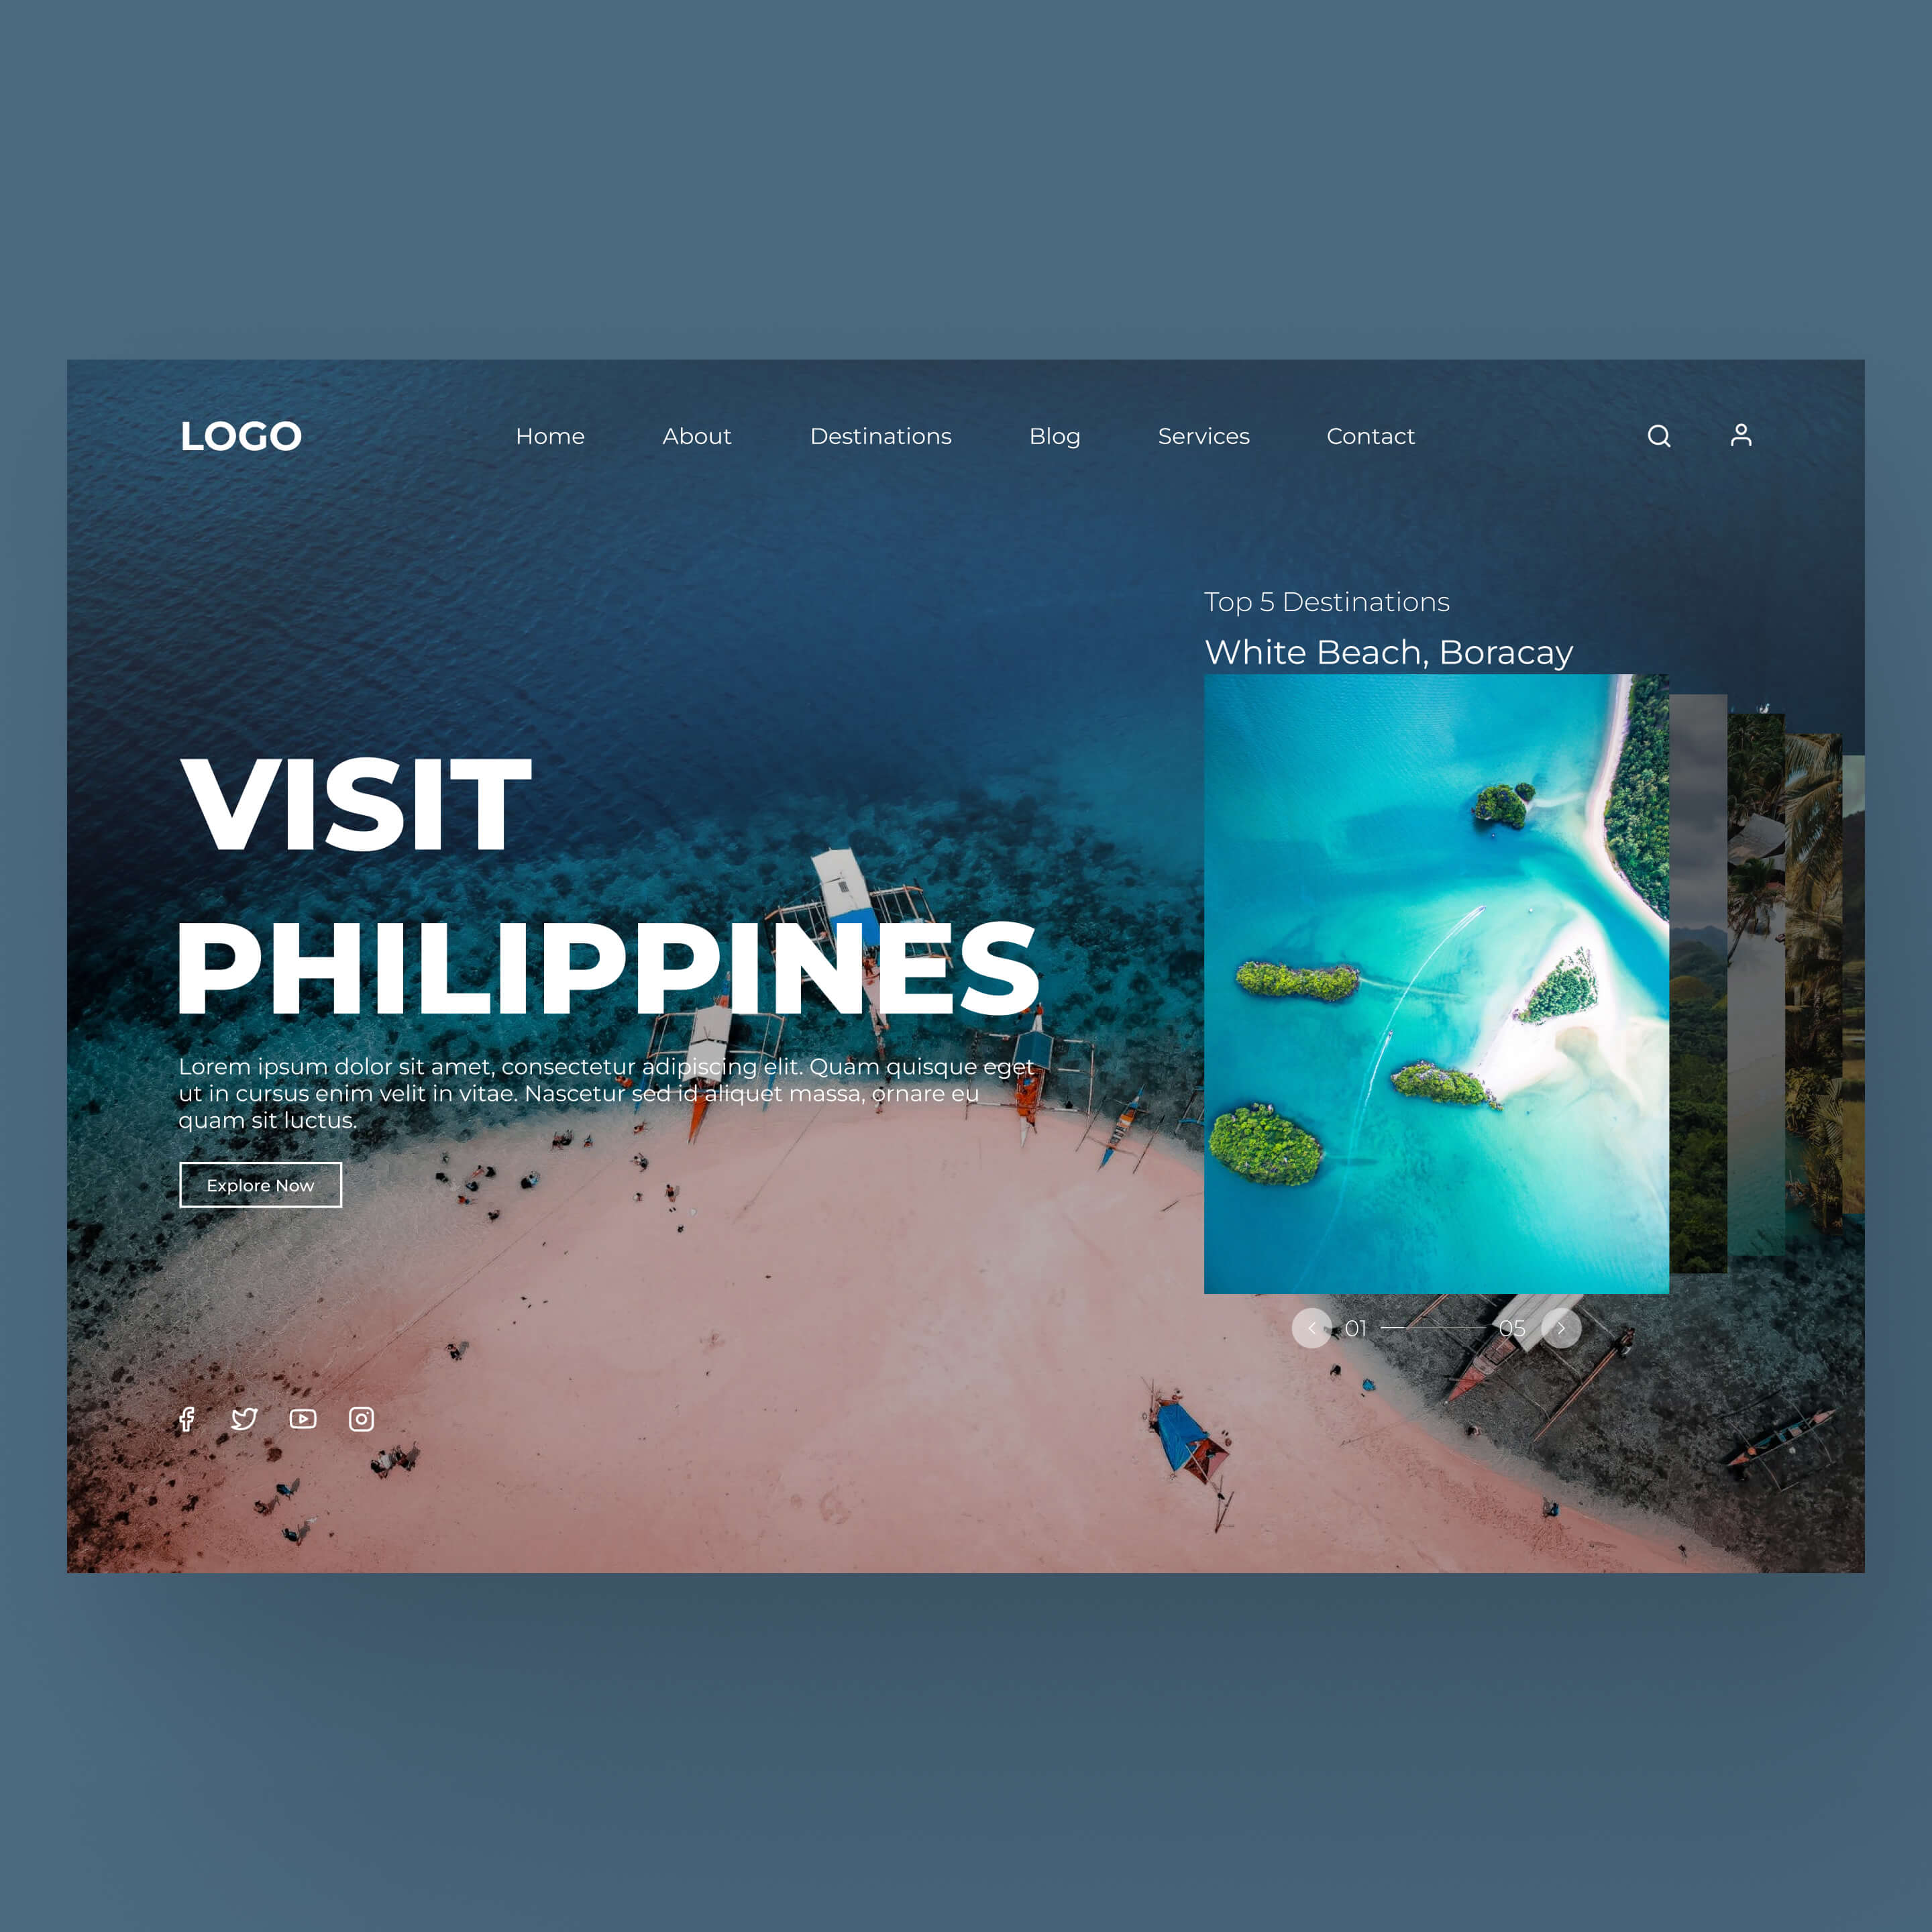 LOGO
Home
About
Destinations
Blog
Services
Contact
Top 5 Destinations
White Beach, Boracay
VISIT
PHILIPPINES
Lorem ipsum dolor sit amet, consectetur adipiscing elit. Quam quisque eget
ut in cursus enim velit in vitae. Nascetur sed id aliquet massa, ornare eu
quam sit luctus.
Explore Now
01
05